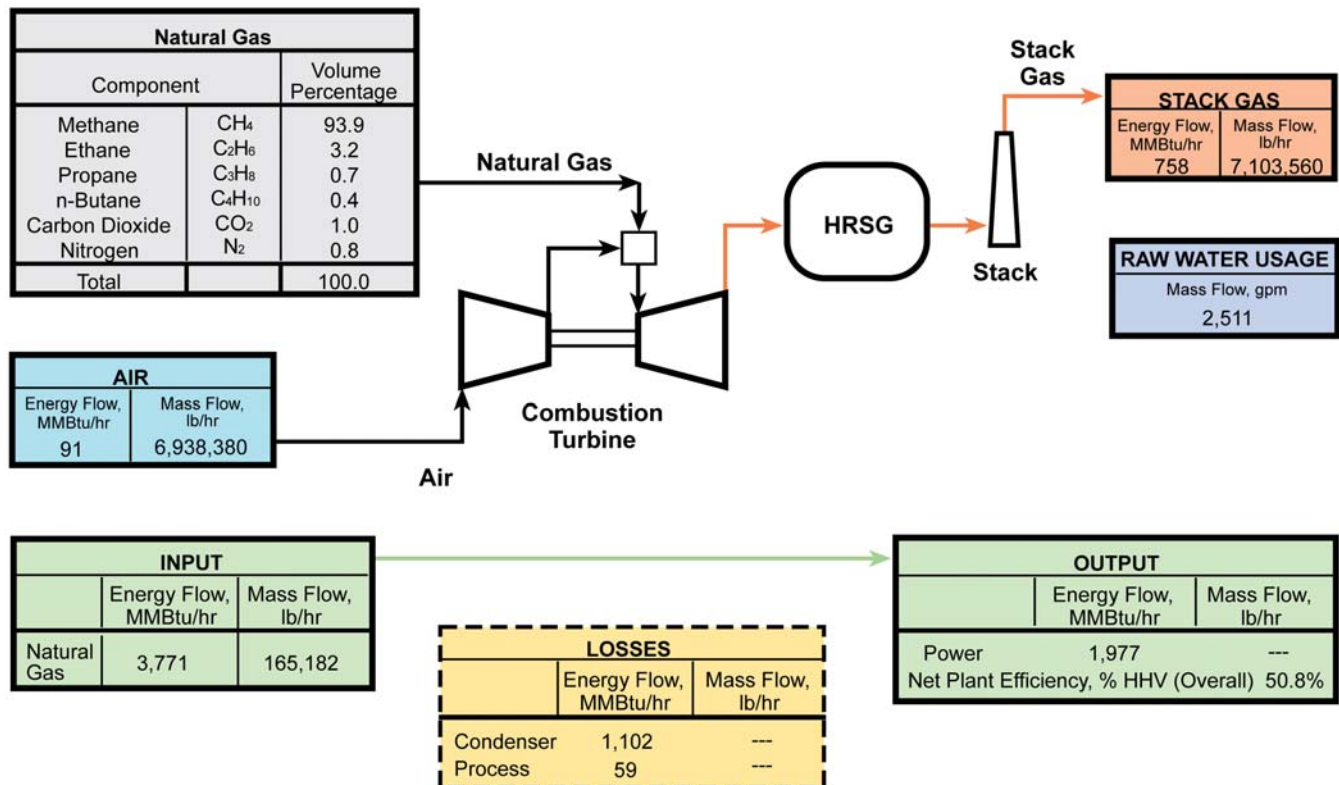 Natural Gas
Component
Volume
Percentage
Methane CH₄ 93.9
Ethane C₂H₆ 3.2
Propane C₃H₈ 0.7
n-Butane C₄H₁₀ 0.4
Carbon Dioxide CO₂ 1.0
Nitrogen N₂ 0.8
Total 100.0
Natural Gas
Stack
Gas
STACK GAS
Energy Flow, Mass Flow,
MMBtu/hr lb/hr
758 7,103,560
HRSG
Stack
RAW WATER USAGE
Mass Flow, gpm
2,511
AIR
Energy Flow, Mass Flow,
MMBtu/hr lb/hr
91 6,938,380
Combustion
Turbine
Air
INPUT
Energy Flow, Mass Flow,
MMBtu/hr lb/hr
Natural
Gas 3,771 165,182
LOSSES
Energy Flow, Mass Flow,
MMBtu/hr lb/hr
Condenser 1,102 ---
Process 59 ---
OUTPUT
Energy Flow, Mass Flow,
MMBtu/hr lb/hr
Power 1,977 ---
Net Plant Efficiency, % HHV (Overall) 50.8%